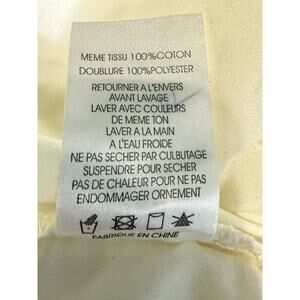 MEME TISSU 100%COTON
DOUBLURE 100%POLYESTER
RETOURNER A L'ENVERS
AVANT LAVAGE
LAVER AVEC COULEURS
DE MEME TON
LAVER A LA MAIN
A L'EAU FROIDE
NE PAS SECHER PAR CULBUTAGE
SUSPENDRE POUR SECHER
PAS DE CHALEUR POUR NE PAS
ENDOMMAGER ORNEMENT
FABRIQUE EN CHINE